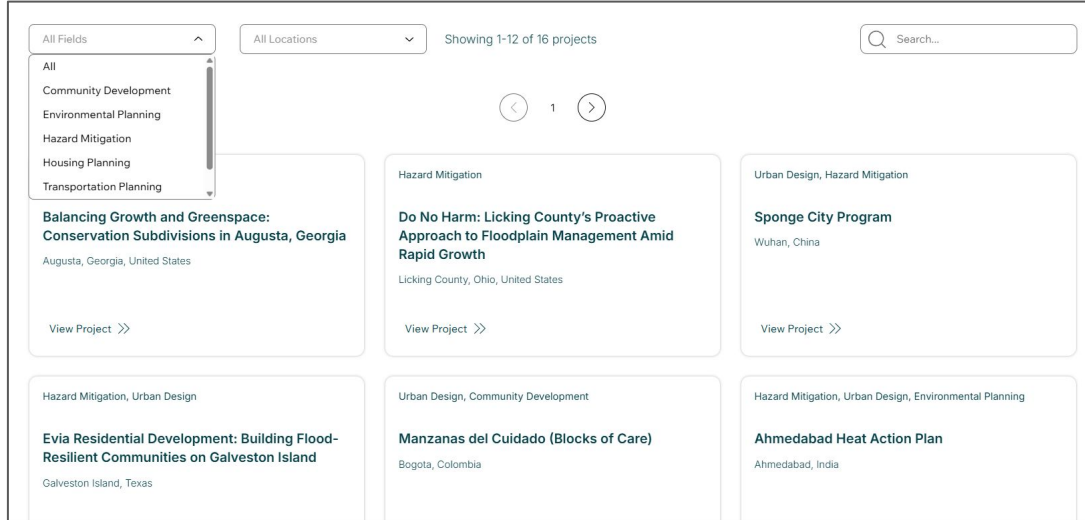 All Fields
All Locations
Showing 1-12 of 16 projects
Search...
All
Community Development
Environmental Planning
Hazard Mitigation
Housing Planning
Transportation Planning
1
Balancing Growth and Greenspace:
Conservation Subdivisions in Augusta, Georgia
Augusta, Georgia, United States
View Project
Hazard Mitigation
Do No Harm: Licking County’s Proactive
Approach to Floodplain Management Amid
Rapid Growth
Licking County, Ohio, United States
View Project
Urban Design, Hazard Mitigation
Sponge City Program
Wuhan, China
View Project
Hazard Mitigation, Urban Design
Evia Residential Development: Building Flood-
Resilient Communities on Galveston Island
Galveston Island, Texas
Urban Design, Community Development
Manzanas del Cuidado (Blocks of Care)
Bogota, Colombia
Hazard Mitigation, Urban Design, Environmental Planning
Ahmedabad Heat Action Plan
Ahmedabad, India